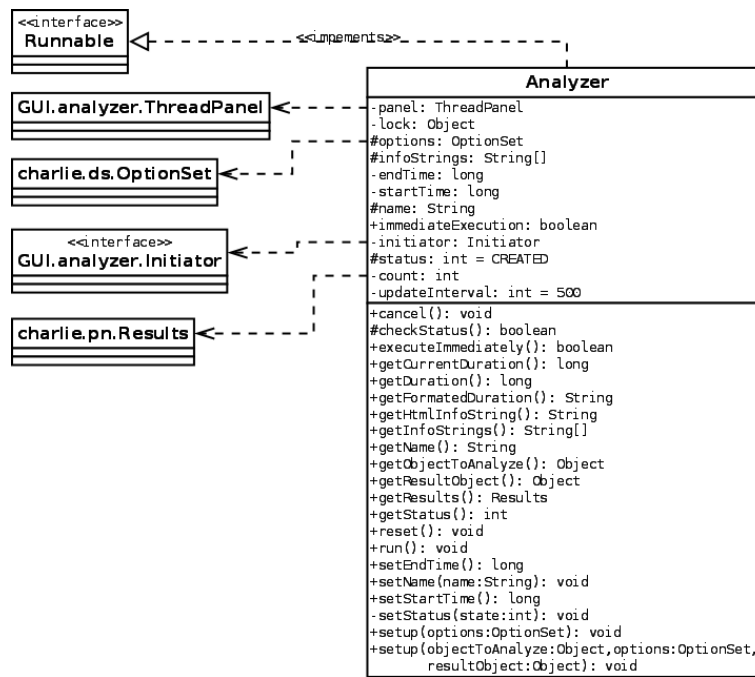 <<interface>>
Runnable
<<impements>>
Analyzer
GUI.analyzer.ThreadPanel
charlie.ds.OptionSet
<<interface>>
GUI.analyzer.Initiator
charlie.pn.Results
-panel: ThreadPanel
-lock: Object
#options: OptionSet
#infoStrings: String[]
-endTime: long
-startTime: long
#name: String
+immediateExecution: boolean
-initiator: Initiator
#status: int = CREATED
-count: int
-updateInterval: int = 500
+cancel(): void
#checkStatus(): boolean
+executeImmediately(): boolean
+getCurrentDuration(): long
+getDuration(): long
+getFormatedDuration(): String
+getHtmlInfoString(): String
+getInfoStrings(): String[]
+getName(): String
+getObjectToAnalyze(): Object
+getResultObject(): Object
+getResults(): Results
+getStatus(): int
+reset(): void
+run(): void
+setEndTime(): long
+setName(name:String): void
+setStartTime(): long
-setStatus(state:int): void
+setup(options:OptionSet): void
+setup(objectToAnalyze:Object,options:OptionSet,
resultObject:Object): void